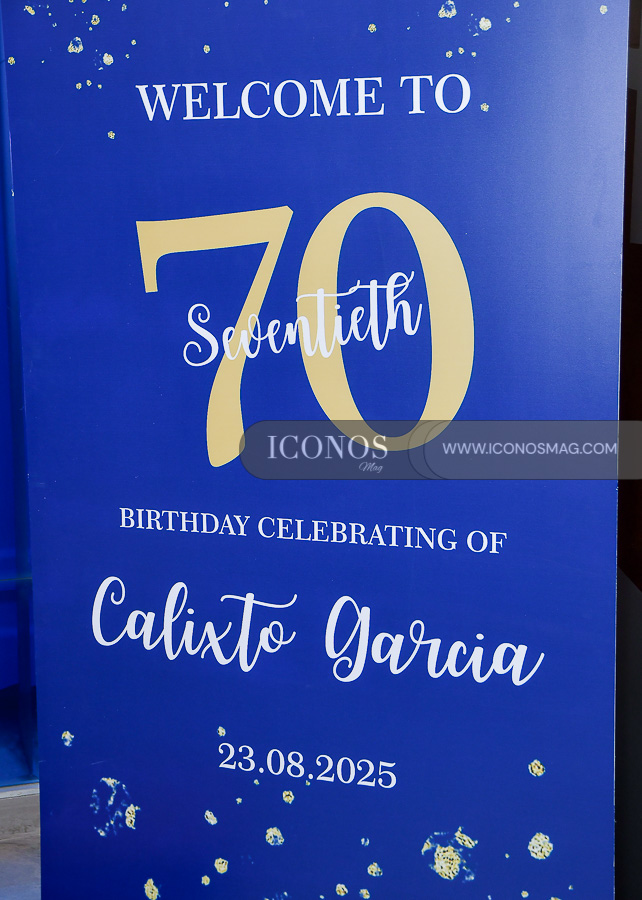 WELCOME TO
70
Seventieth
ICONOS
Mag
WWW.ICONOSMAG.COM
BIRTHDAY CELEBRATING OF
Calixto Garcia
23.08.2025